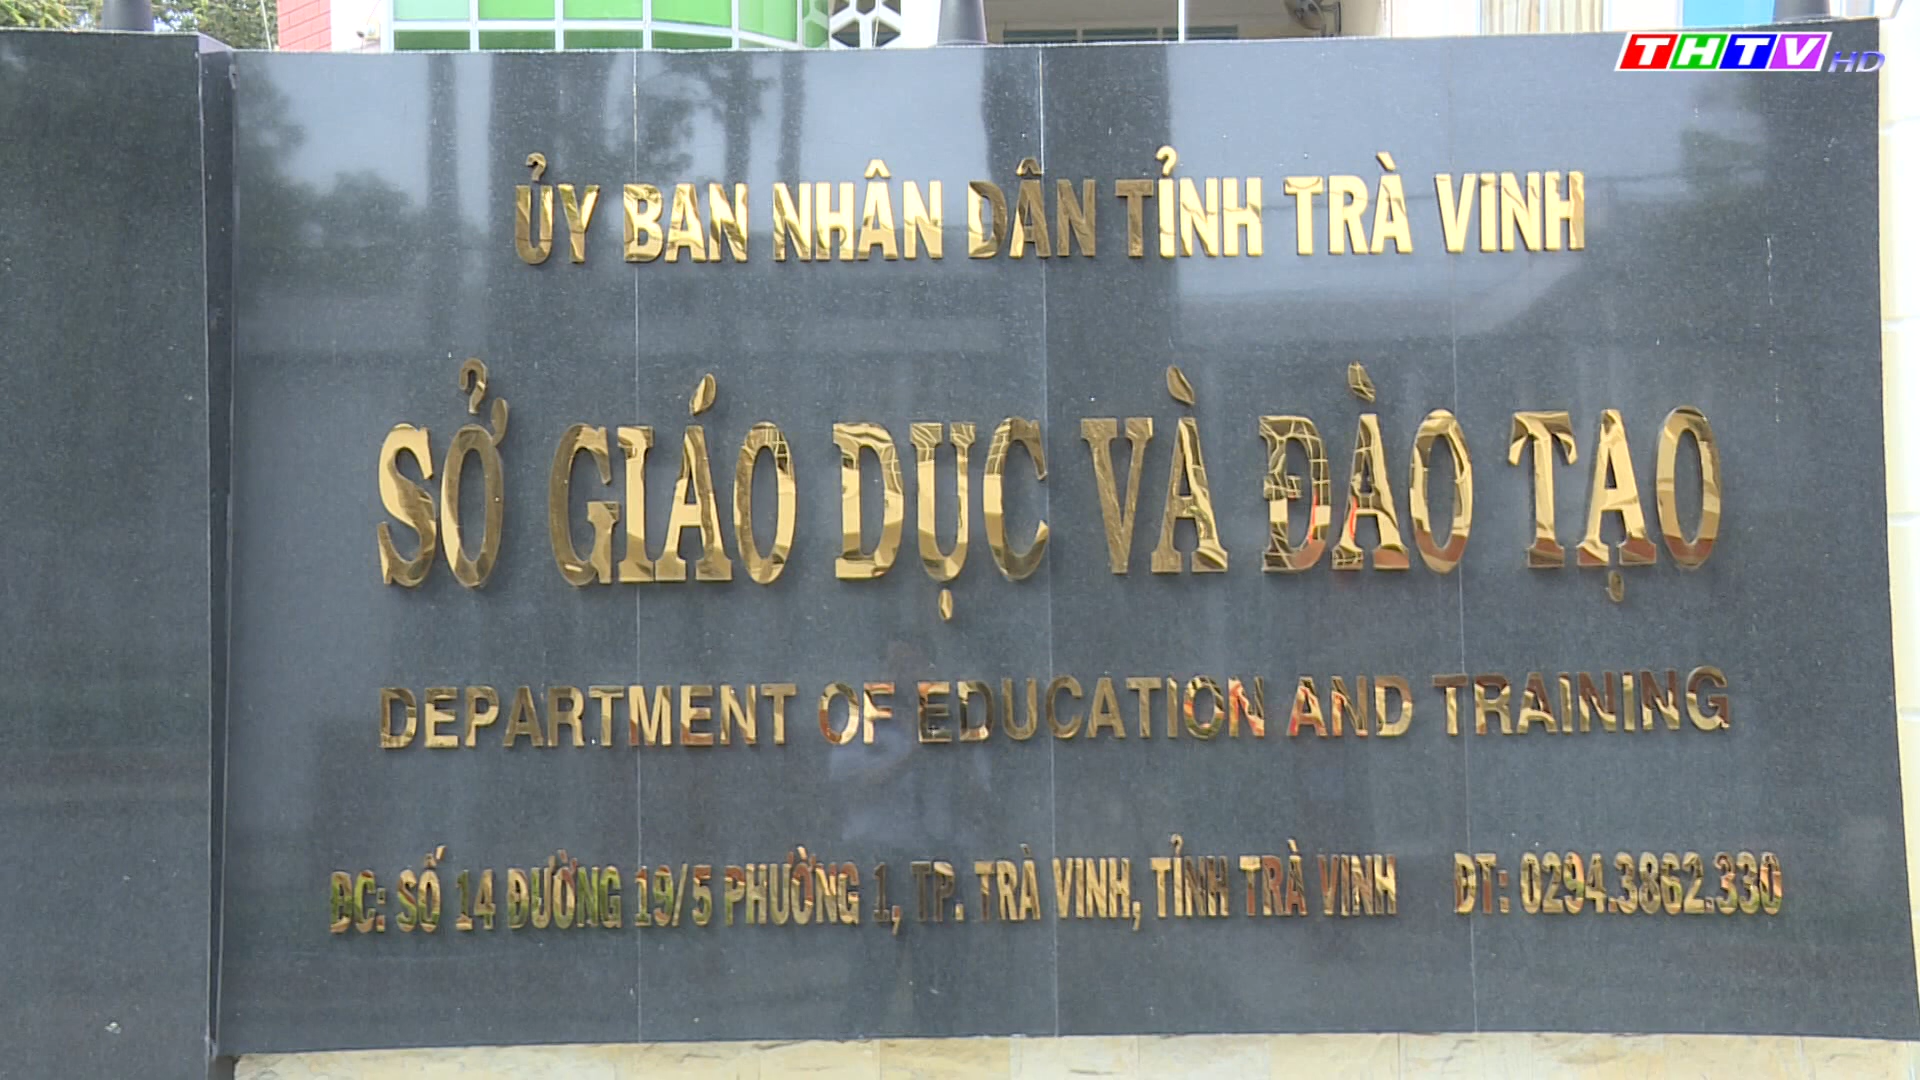 THTV HD
ỦY BAN NHÂN DÂN TỈNH TRÀ VINH
SỞ GIÁO DỤC VÀ ĐÀO TẠO
DEPARTMENT OF EDUCATION AND TRAINING
ĐC: SỐ 14 ĐƯỜNG 19/5 PHƯỜNG 1, TP. TRÀ VINH, TỈNH TRÀ VINH ĐT: 0294.3862.330